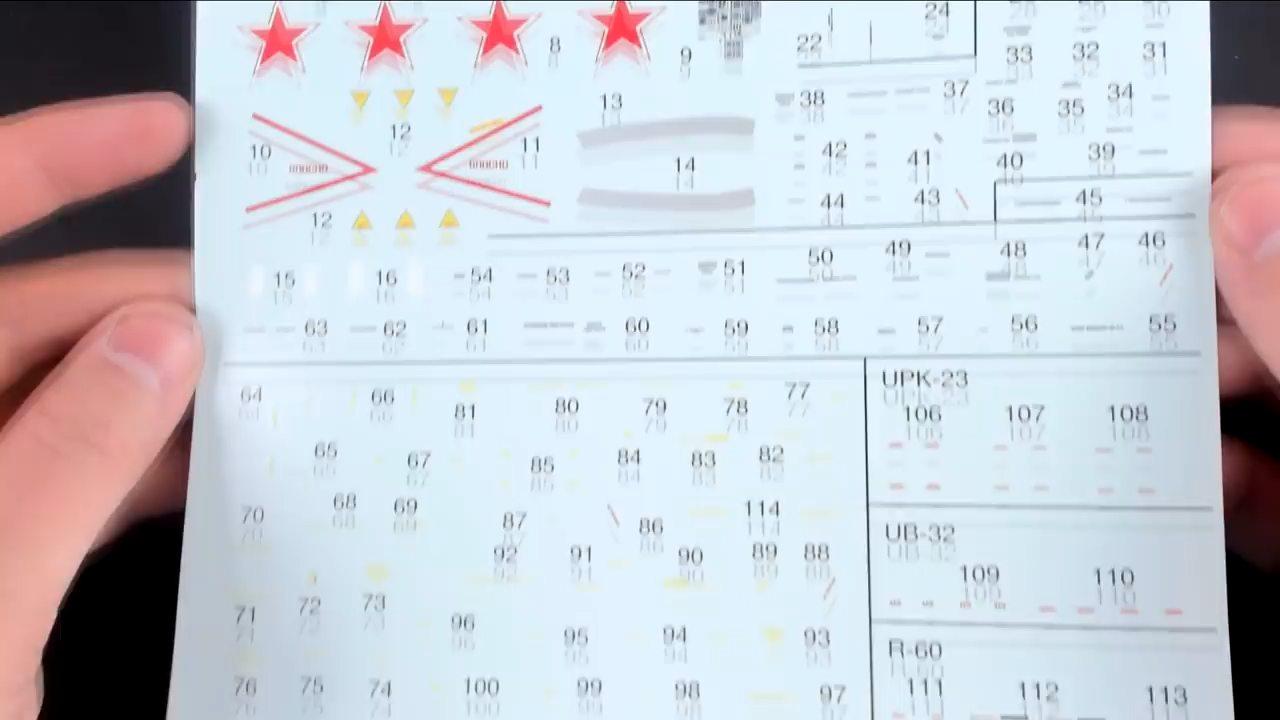 24
8
9
22
28 29 30
33 32 31
13
38 37 36 35 34
12
10 11
14
42 41 40 39
44 43 45
12
15 16 54 53 52 51 50 49 48 47 46
63 62 61 60 59 58 57 56 55
64 66 81 80 79 78 77
65 67 85 84 83 82
70 68 69 87 86 114
92 91 90 89 88
71 72 73 96 95 94 93
76 75 74 100 99 98 97
UPK-23
106 107 108
UB-32
109 110
R-60
111 112 113